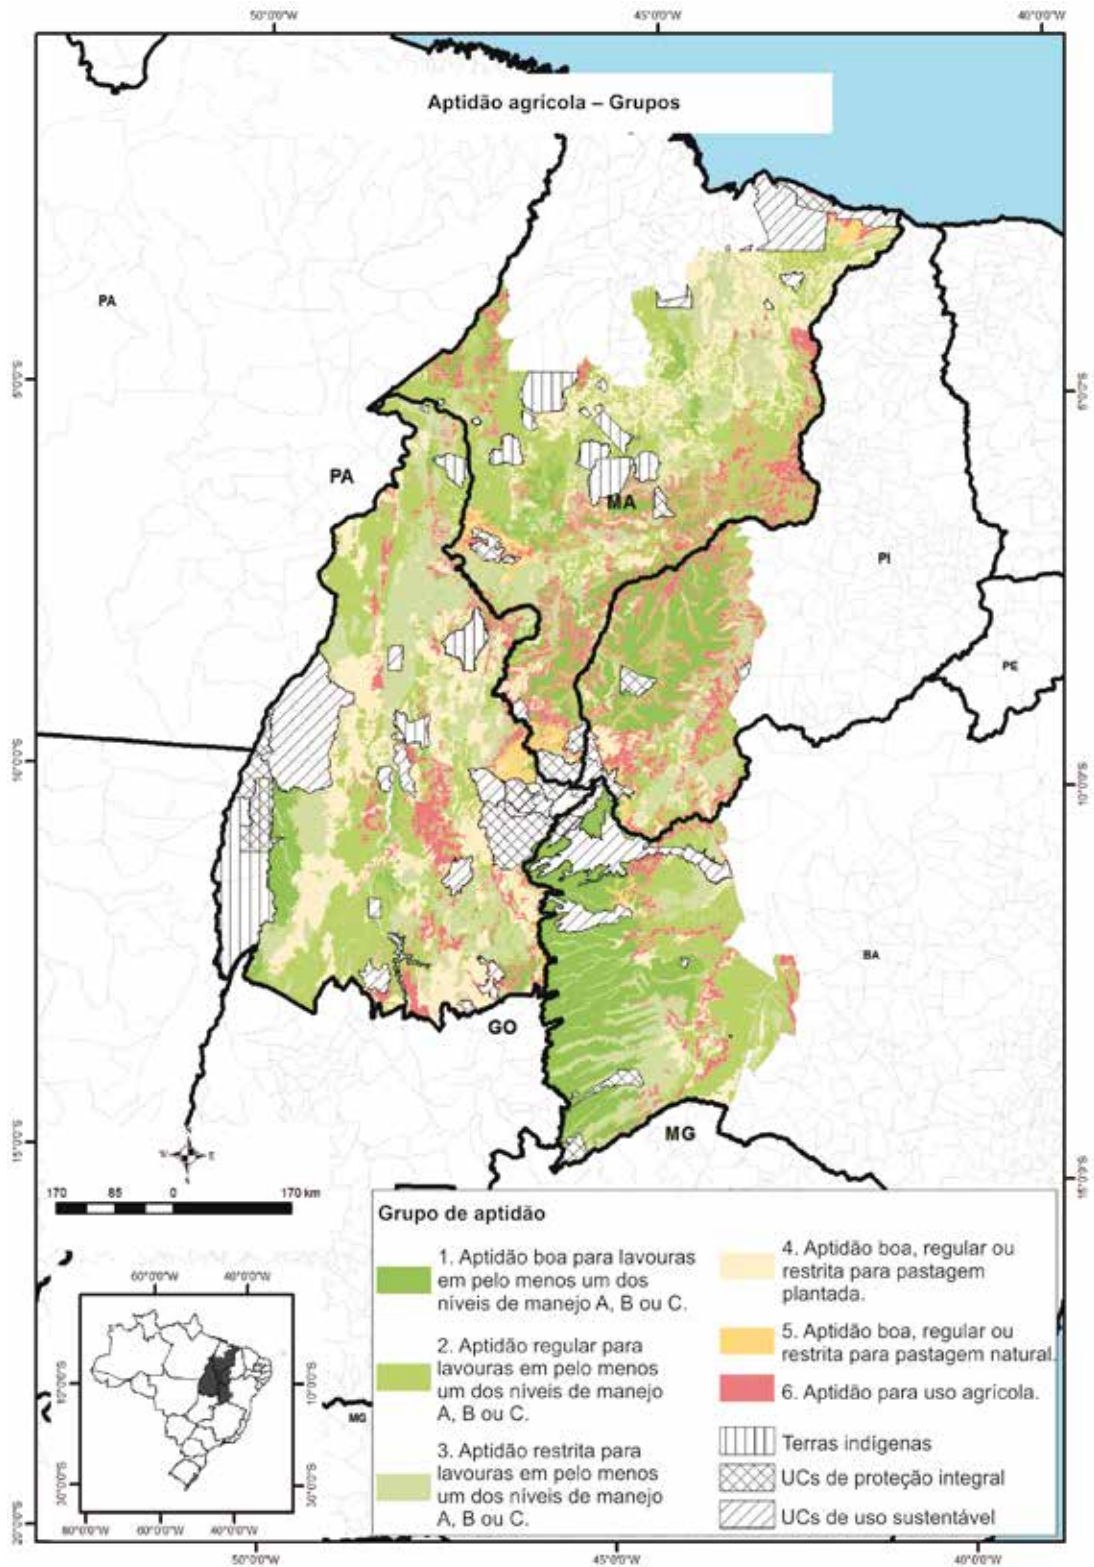 50°0'0"W 45°0'0"W 40°0'0"W
Aptidão agrícola – Grupos
PA
5°0'0"S
5°0'0"S
PA
MA
PI
PE
10°0'0"S
10°0'0"S
BA
GO
MG
15°0'0"S
15°0'0"S
170 85 0 170 km
Grupo de aptidão
1. Aptidão boa para lavouras
em pelo menos um dos
níveis de manejo A, B ou C.
2. Aptidão regular para
lavouras em pelo menos
um dos níveis de manejo
A, B ou C.
3. Aptidão restrita para
lavouras em pelo menos
um dos níveis de manejo
A, B ou C.
4. Aptidão boa, regular ou
restrita para pastagem
plantada.
5. Aptidão boa, regular ou
restrita para pastagem natural.
6. Aptidão para uso agrícola.
Terras indígenas
UCs de proteção integral
UCs de uso sustentável
60°0'0"W 40°0'0"W
10°0'0"S
10°0'0"S
30°0'0"S
30°0'0"S
80°0'0"W 60°0'0"W 40°0'0"W
MG
20°0'0"S
50°0'0"W 45°0'0"W 40°0'0"W